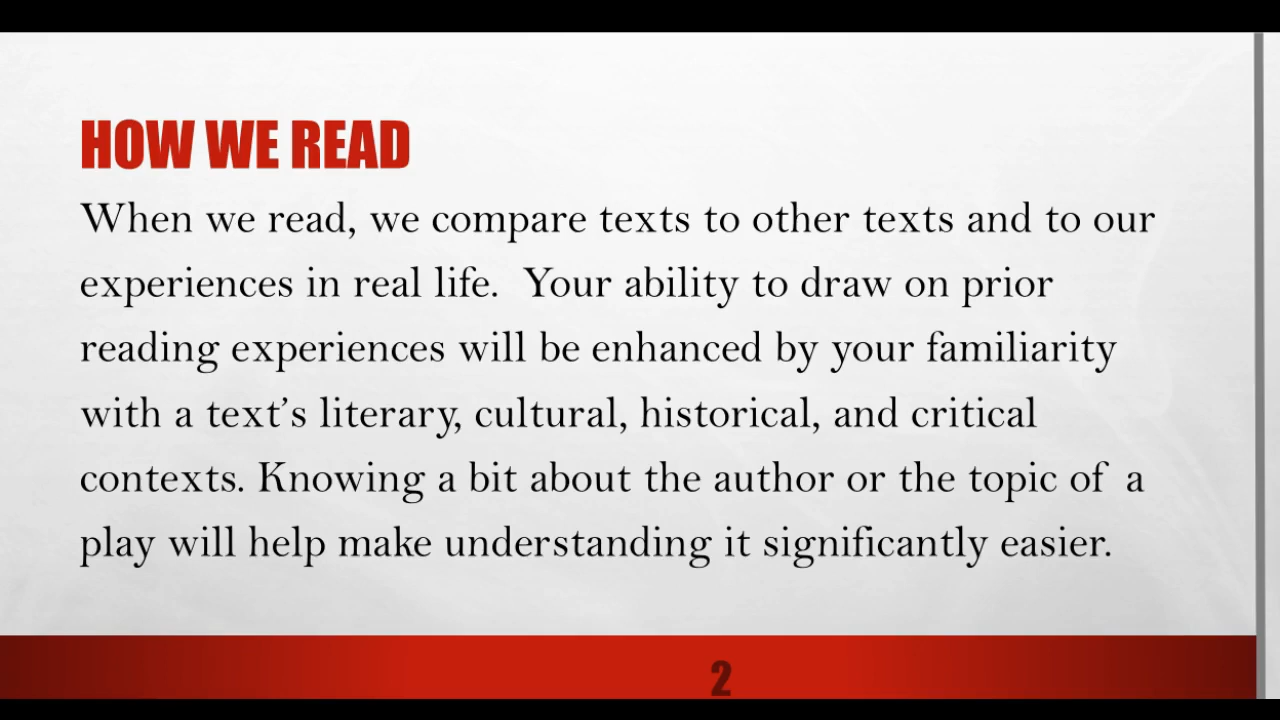 HOW WE READ
When we read, we compare texts to other texts and to our
experiences in real life.  Your ability to draw on prior
reading experiences will be enhanced by your familiarity
with a text’s literary, cultural, historical, and critical
contexts. Knowing a bit about the author or the topic of  a
play will help make understanding it significantly easier.
2